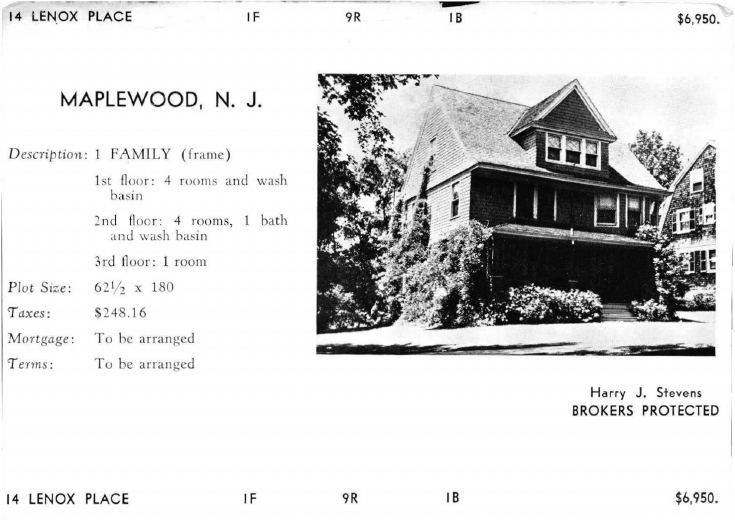 14 LENOX PLACE 1F 9R 1B $6,950.
MAPLEWOOD, N. J.
Description: 1 FAMILY (frame)
1st floor: 4 rooms and wash
basin
2nd floor: 4 rooms, 1 bath
and wash basin
3rd floor: 1 room
Plot Size: 62½ x 180
Taxes: $248.16
Mortgage: To be arranged
Terms: To be arranged
Harry J. Stevens
BROKERS PROTECTED
14 LENOX PLACE 1F 9R 1B $6,950.